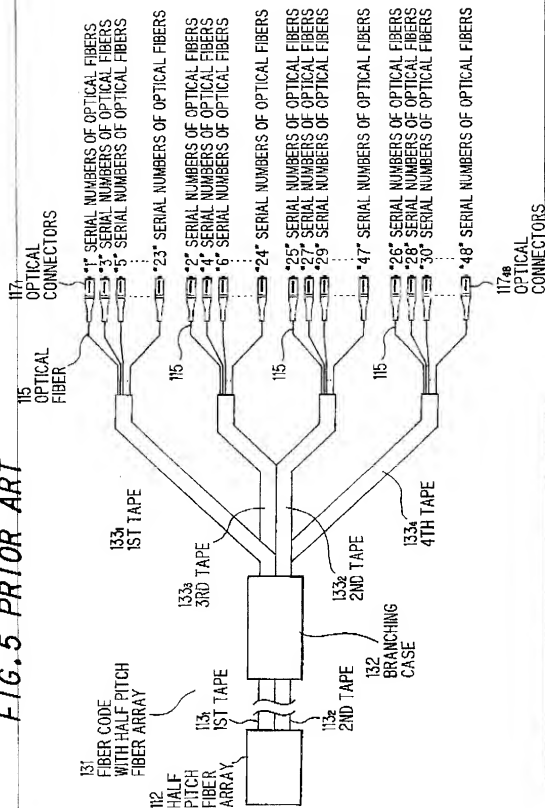 FIG.5 PRIOR ART
131
FIBER CODE
WITH HALF PITCH
FIBER ARRAY
112
HALF
PITCH
FIBER
ARRAY
113₁
1ST TAPE
113₂
2ND TAPE
132
BRANCHING
CASE
133₁
1ST TAPE
133₃
3RD TAPE
133₂
2ND TAPE
133₄
4TH TAPE
115
OPTICAL
FIBER
115
115
115
117₁
OPTICAL
CONNECTORS
"1" SERIAL NUMBERS OF OPTICAL FIBERS
"3" SERIAL NUMBERS OF OPTICAL FIBERS
"5" SERIAL NUMBERS OF OPTICAL FIBERS
"23" SERIAL NUMBERS OF OPTICAL FIBERS
"2" SERIAL NUMBERS OF OPTICAL FIBERS
"4" SERIAL NUMBERS OF OPTICAL FIBERS
"6" SERIAL NUMBERS OF OPTICAL FIBERS
"24" SERIAL NUMBERS OF OPTICAL FIBERS
"25" SERIAL NUMBERS OF OPTICAL FIBERS
"27" SERIAL NUMBERS OF OPTICAL FIBERS
"29" SERIAL NUMBERS OF OPTICAL FIBERS
"47" SERIAL NUMBERS OF OPTICAL FIBERS
"26" SERIAL NUMBERS OF OPTICAL FIBERS
"28" SERIAL NUMBERS OF OPTICAL FIBERS
"30" SERIAL NUMBERS OF OPTICAL FIBERS
"48" SERIAL NUMBERS OF OPTICAL FIBERS
117₄₈
OPTICAL
CONNECTORS